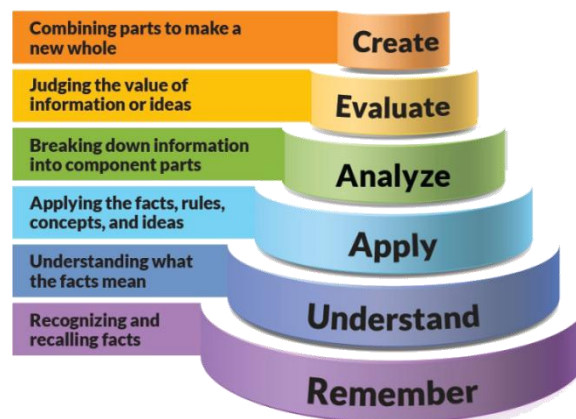 Combining parts to make a
new whole
Create
Judging the value of
information or ideas
Evaluate
Breaking down information
into component parts
Analyze
Applying the facts, rules,
concepts, and ideas
Apply
Understanding what
the facts mean
Understand
Recognizing and
recalling facts
Remember